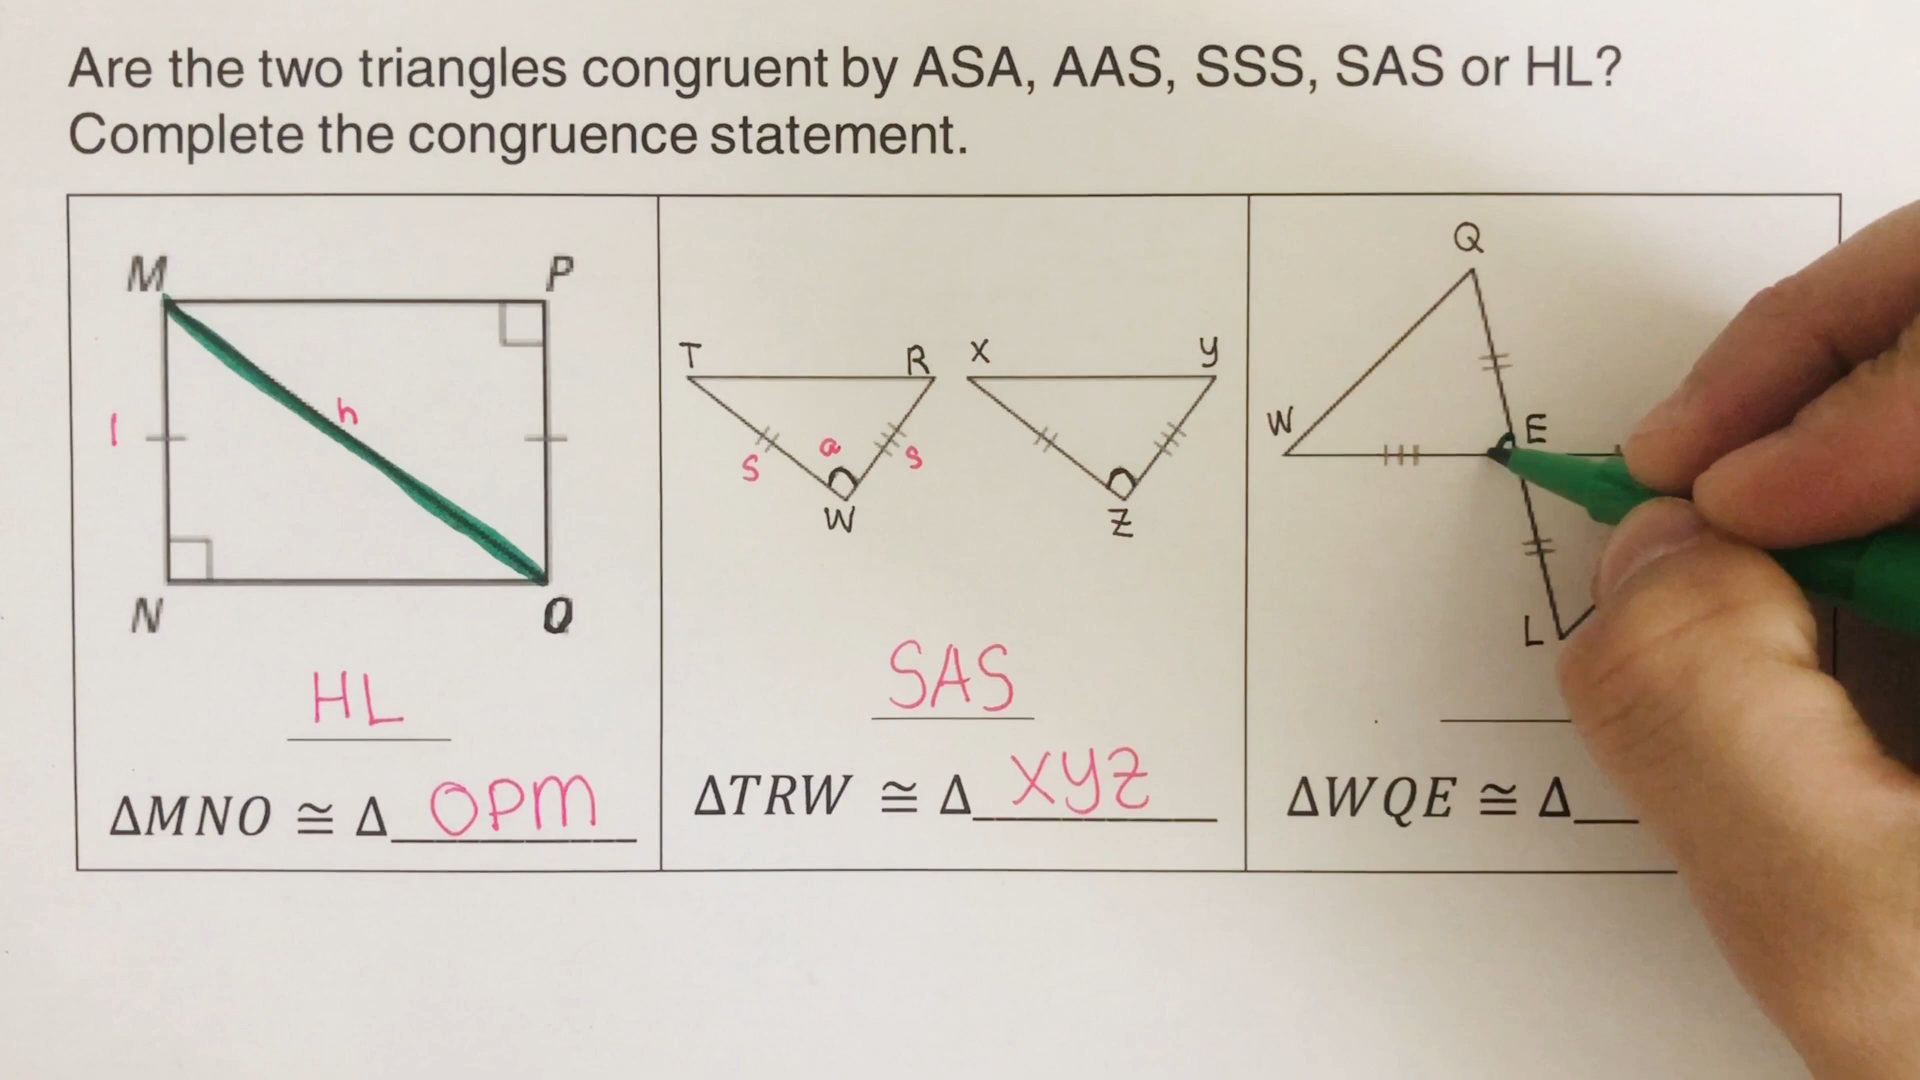 Are the two triangles congruent by ASA, AAS, SSS, SAS or HL?
Complete the congruence statement.
M P
l h
N O
HL
ΔMNO ≅ Δ OPM
T R X Y
S a S
W Z
SAS
ΔTRW ≅ Δ XYZ
Q
W E
L
ΔWQE ≅ Δ__